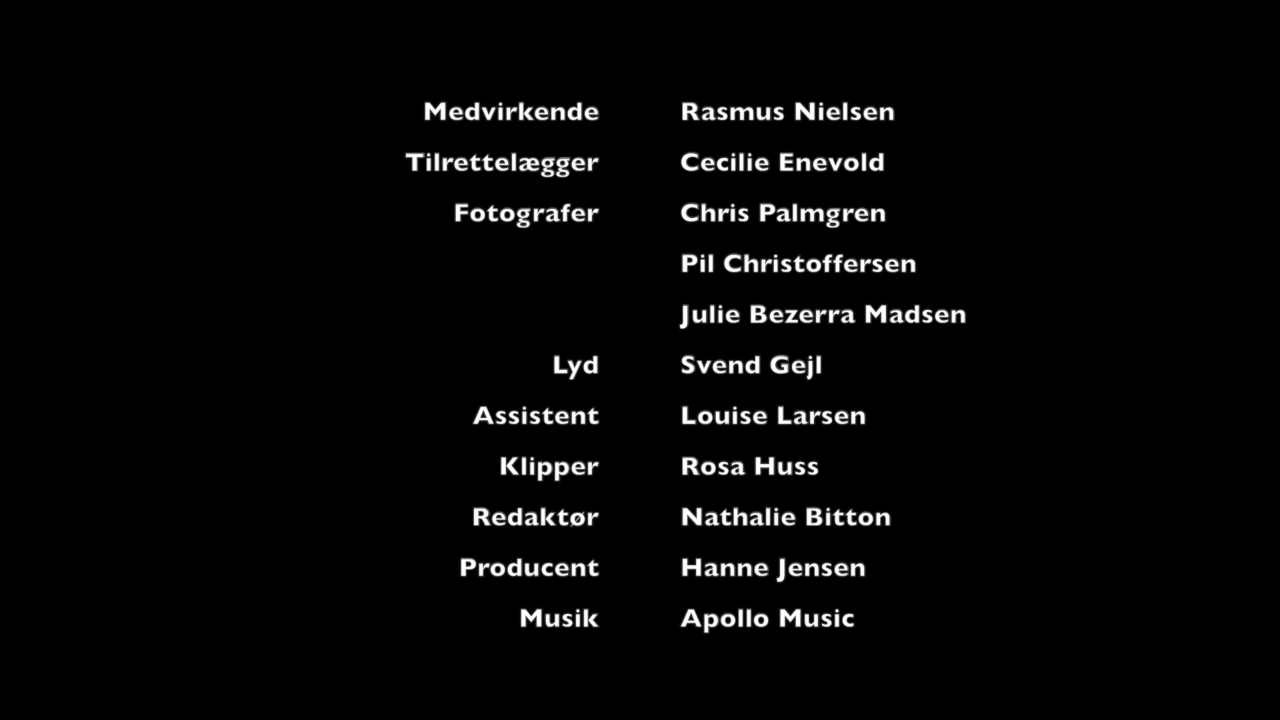 Medvirkende Rasmus Nielsen
Tilrettelægger Cecilie Enevold
Fotografer Chris Palmgren
Pil Christoffersen
Julie Bezerra Madsen
Lyd Svend Gejl
Assistent Louise Larsen
Klipper Rosa Huss
Redaktør Nathalie Bitton
Producent Hanne Jensen
Musik Apollo Music